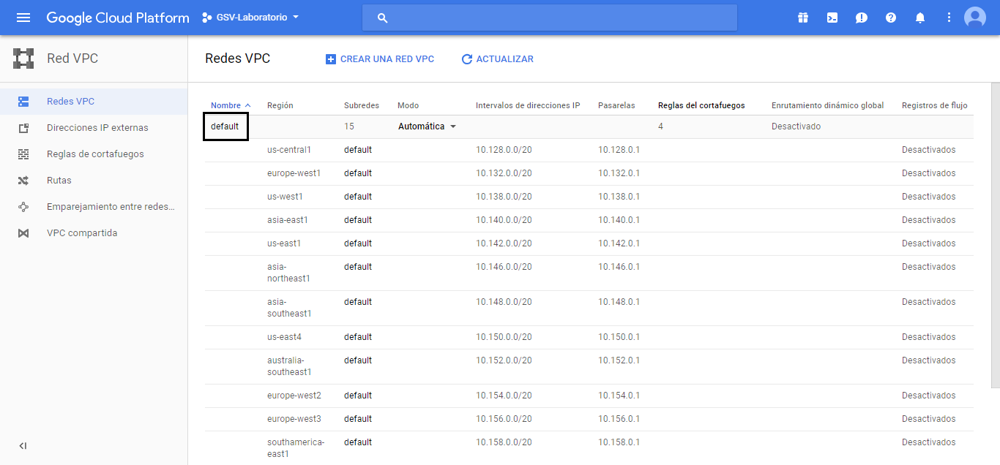 Google Cloud Platform GSV-Laboratorio
Red VPC
Redes VPC CREAR UNA RED VPC ACTUALIZAR
Redes VPC
Direcciones IP externas
Reglas de cortafuegos
Rutas
Emparejamiento entre redes...
VPC compartida
Nombre Región Subredes Modo Intervalos de direcciones IP Pasarelas Reglas del cortafuegos Enrutamiento dinámico global Registros de flujo
default 15 Automática 4 Desactivado
us-central1 default 10.128.0.0/20 10.128.0.1 Desactivados
europe-west1 default 10.132.0.0/20 10.132.0.1 Desactivados
us-west1 default 10.138.0.0/20 10.138.0.1 Desactivados
asia-east1 default 10.140.0.0/20 10.140.0.1 Desactivados
us-east1 default 10.142.0.0/20 10.142.0.1 Desactivados
asia- default 10.146.0.0/20 10.146.0.1 Desactivados
northeast1
asia- default 10.148.0.0/20 10.148.0.1 Desactivados
southeast1
us-east4 default 10.150.0.0/20 10.150.0.1 Desactivados
australia- default 10.152.0.0/20 10.152.0.1 Desactivados
southeast1
europe-west2 default 10.154.0.0/20 10.154.0.1 Desactivados
europe-west3 default 10.156.0.0/20 10.156.0.1 Desactivados
southamerica- default 10.158.0.0/20 10.158.0.1 Desactivados
east1